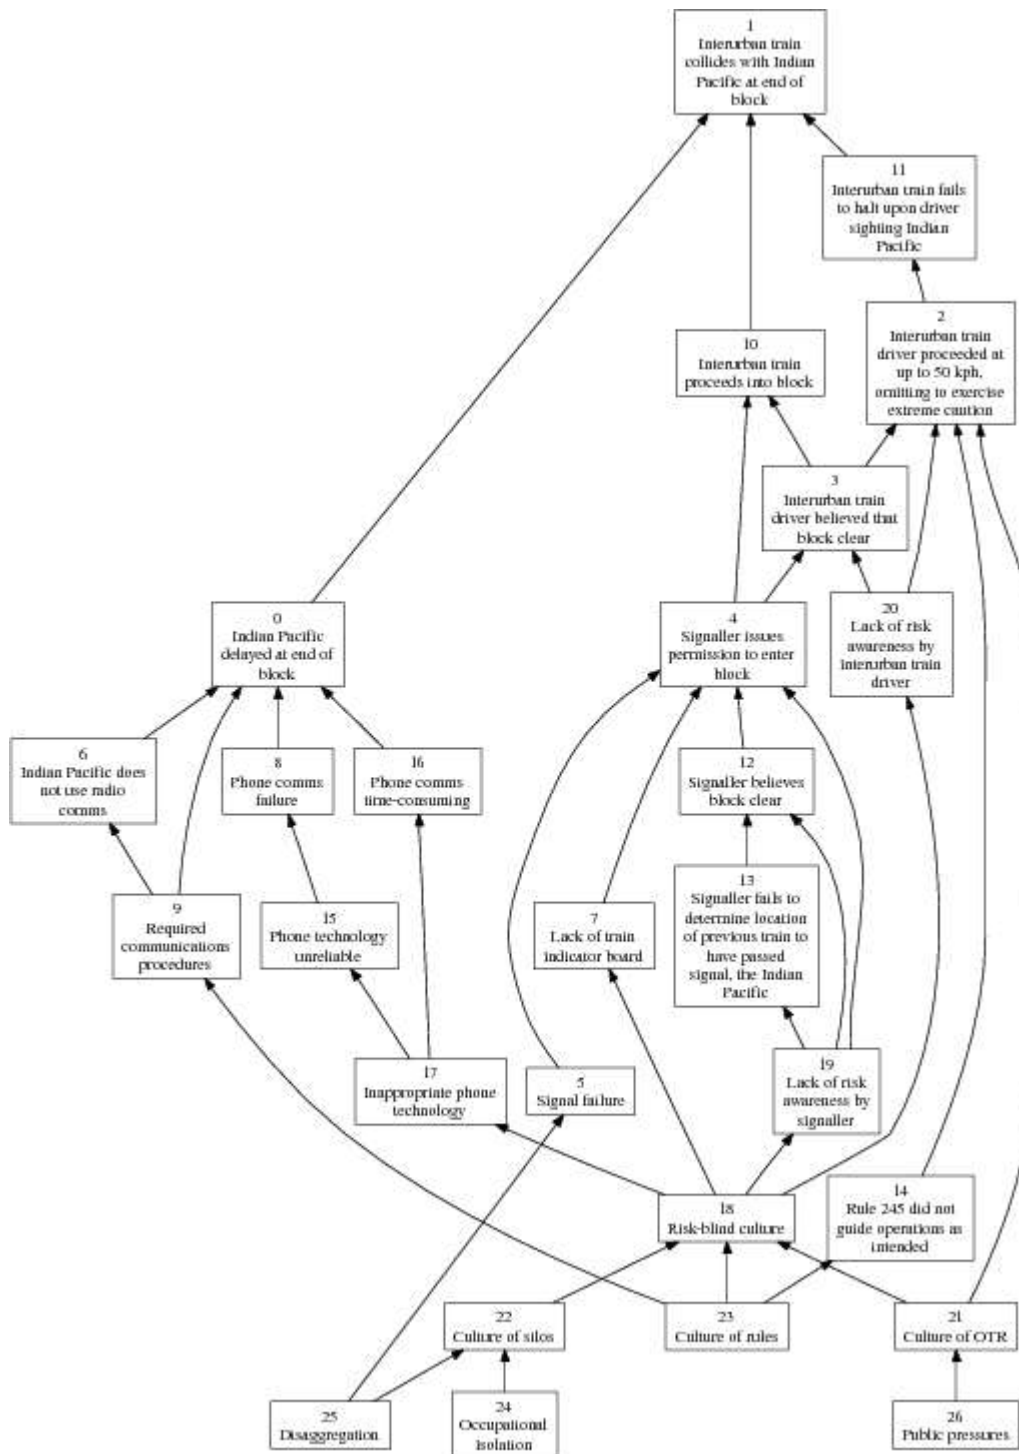 1
Interurban train
collides with Indian
Pacific at end of
block
11
Interurban train fails
to halt upon driver
sighting Indian
Pacific
2
Interurban train
driver proceeded at
up to 50 kph,
omitting to exercise
extreme caution
10
Interurban train
proceeds into block
3
Interurban train
driver believed that
block clear
0
Indian Pacific
delayed at end of
block
4
Signaller issues
permission to enter
block
20
Lack of risk
awareness by
interurban train
driver
6
Indian Pacific does
not use radio
comms
8
Phone comms
failure
16
Phone comms
time-consuming
12
Signaller believes
block clear
9
Required
communications
procedures
15
Phone technology
unreliable
7
Lack of train
indicator board
13
Signaller fails to
determine location
of previous train to
have passed
signal, the Indian
Pacific
17
Inappropriate phone
technology
5
Signal failure
19
Lack of risk
awareness by
signaller
18
Risk-blind culture
14
Rule 245 did not
guide operations as
intended
22
Culture of silos
23
Culture of rules
21
Culture of OTR
25
Disaggregation
24
Occupational
Isolation
26
Public pressures